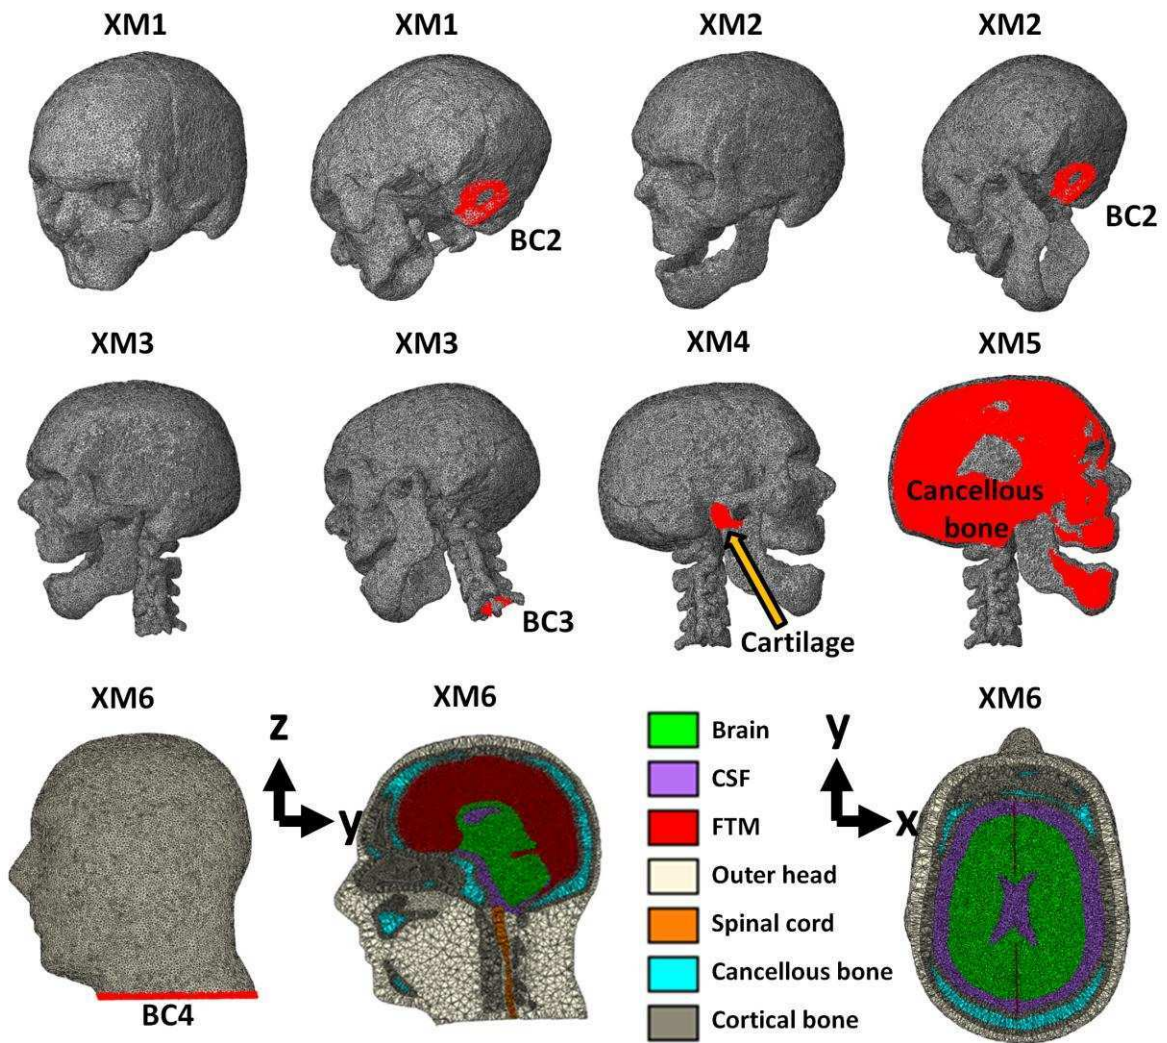 XM1
XM1
XM2
XM2
BC2
BC2
XM3
XM3
XM4
XM5
Cancellous
bone
BC3
Cartilage
XM6
XM6
XM6
z
y
Brain
CSF
FTM
Outer head
Spinal cord
Cancellous bone
Cortical bone
y
x
BC4